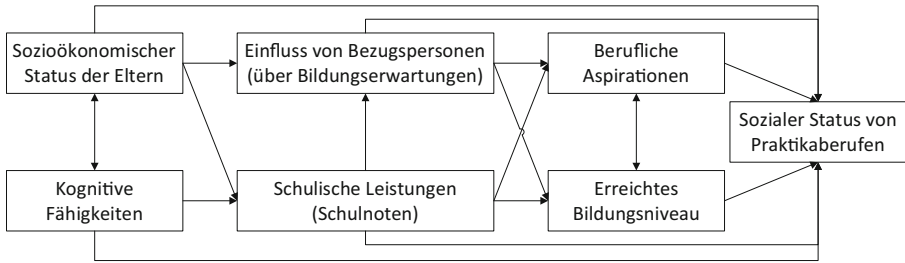 Sozioökonomischer
Status der Eltern
Einfluss von Bezugspersonen
(über Bildungserwartungen)
Berufliche
Aspirationen
Sozialer Status von
Praktikaberufen
Kognitive
Fähigkeiten
Schulische Leistungen
(Schulnoten)
Erreichtes
Bildungsniveau